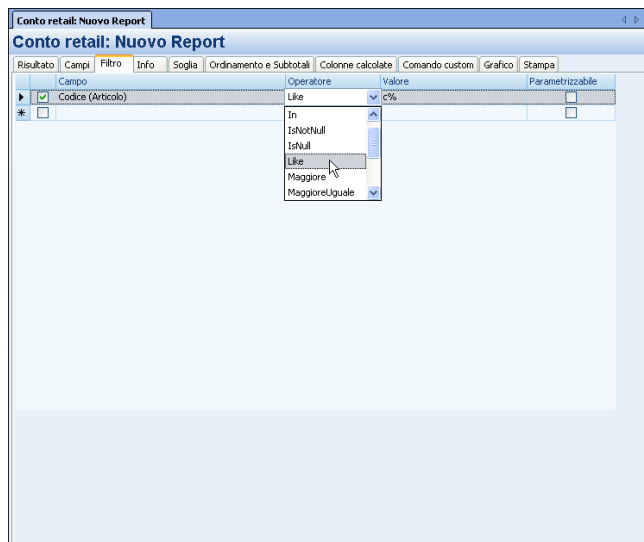 Conto retail: Nuovo Report
Conto retail: Nuovo Report
Risultato Campi Filtro Info Soglia Ordinamento e Subtotali Colonne calcolate Comando custom Grafico Stampa
Campo Operatore Valore Parametrizzabile
Codice (Articolo) Like c%
In
IsNotNull
IsNull
Like
Maggiore
MaggioreUguale